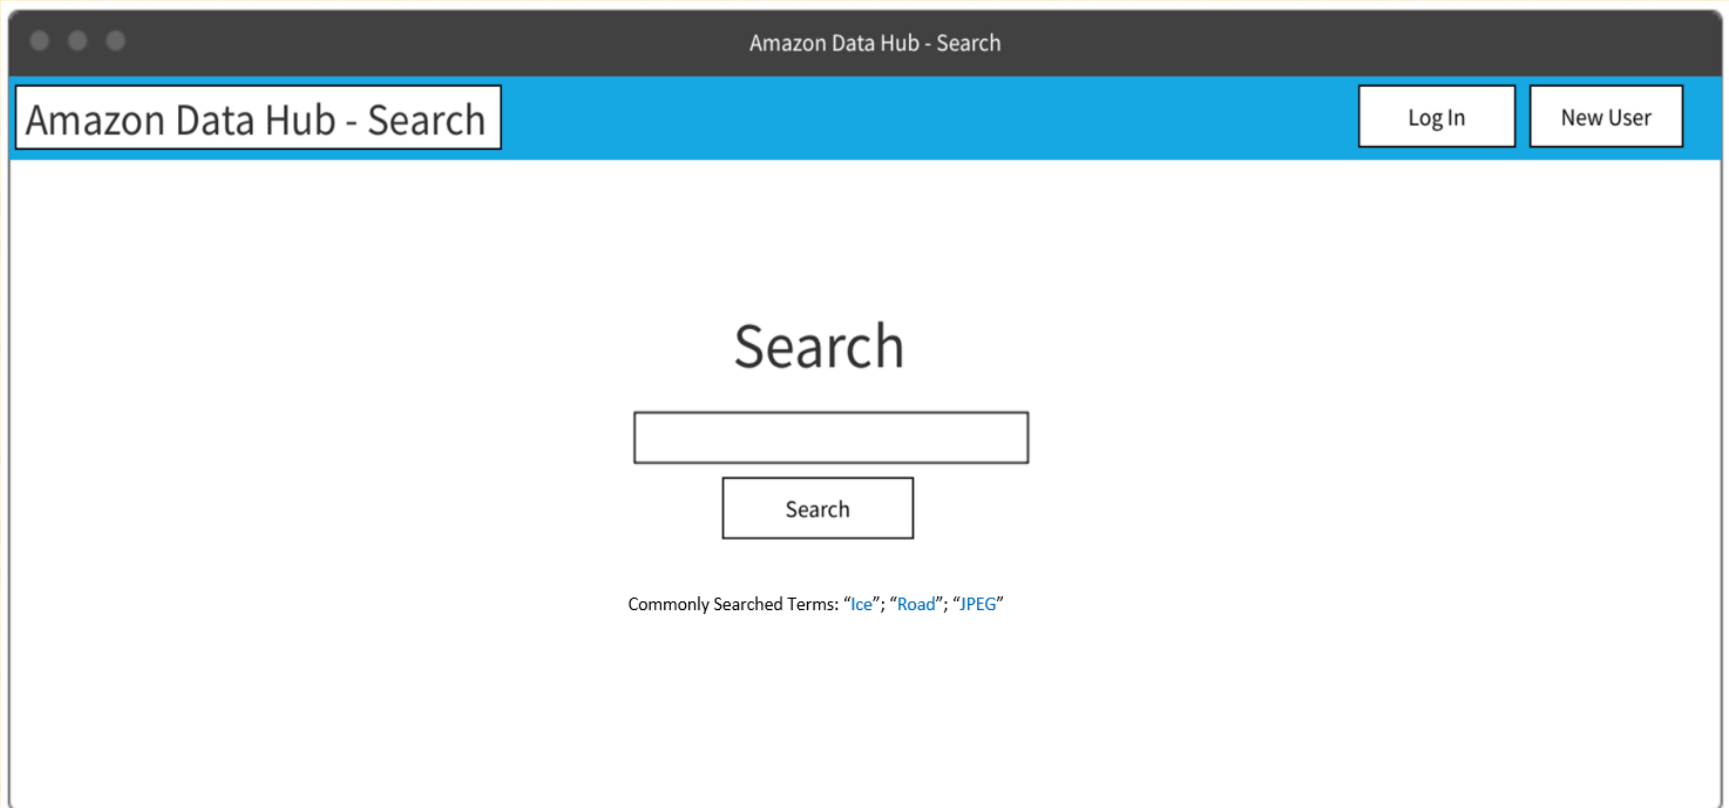 Amazon Data Hub - Search
Amazon Data Hub - Search
Log In
New User
Search
Search
Commonly Searched Terms: “Ice”; “Road”; “JPEG”